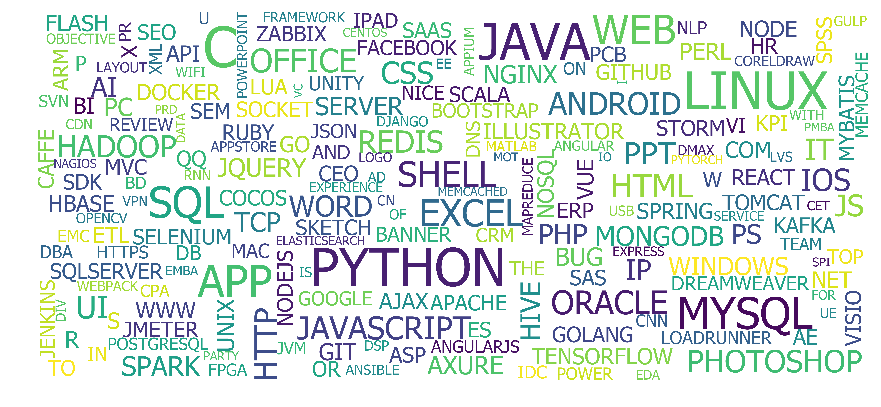 FLASH
OBJECTIVE
P
X
PR
SEO
U
FRAMEWORK
CENTOS
ZABBIX
IPAD
SAAS
FACEBOOK
EE
APPIUM
JAVA
WEB
NLP
NODE
HR
CORELDRAW
SPSS
GULP
LAYOUT
XML
API
WIFI
C
POWERPOINT
OFFICE
CSS
NGINX
ON
PCB
GITHUB
PERL
I
LINUX
MYBATIS
MEMCACHE
ARM
AI
SVN
BI
PC
DOCKER
PRD
DATA
SEM
LUA
SOCKET
UNITY
VC
SERVER
NICE
SCALA
BOOTSTRAP
ANDROID
WITH
PMBA
CDN
REVIEW
RUBY
JSON
DJANGO
REDIS
DNS
ILLUSTRATOR
STORM
VI
KPI
IT
CAFFE
HADOOP
NAGIOS
MVC
QQ
RNN
APPSTORE
GO
AND
LOGO
MATLAB
MOT
ANGULAR
IO
PPT
DMAX
PYTORCH
COM
LVS
SDK
BD
JQUERY
CEO
AD
EXPERIENCE
SHELL
MEMCACHED
MAPREDUCE
NOSQL
VUE
HTML
W
REACT
IOS
HBASE
VPN
OPENCV
SQL
COCOS
WORD
CN
OF
EXCEL
ERP
USB
SPRING
SERVICE
TOMCAT
CET
JS
EMC
ETL
SELENIUM
TCP
SKETCH
BANNER
CRM
PHP
MONGODB
PS
KAFKA
TEAM
DBA
HTTPS
DB
MAC
ELASTICSEARCH
IS
PYTHON
THE
BUG
EXPRESS
IP
WINDOWS
SPI
TOP
SQLSERVER
EMBA
APP
NODEJS
SAS
DREAMWEAVER
NET
JENKINS
WEBPACK
CPA
DIV
UI
S
WWW
UNIX
HTTP
GOOGLE
AJAX
APACHE
HIVE
ORACLE
MYSQL
FOR
UE
VISIO
R
JMETER
JAVASCRIPT
ES
GOLANG
CNN
LOADRUNNER
AE
POSTGRESQL
JVM
GIT
DSP
ASP
ANGULARJS
TENSORFLOW
PHOTOSHOP
TO
IN
SPARK
PARTY
FPGA
OR
ANSIBLE
AXURE
IDC
POWER
EDA